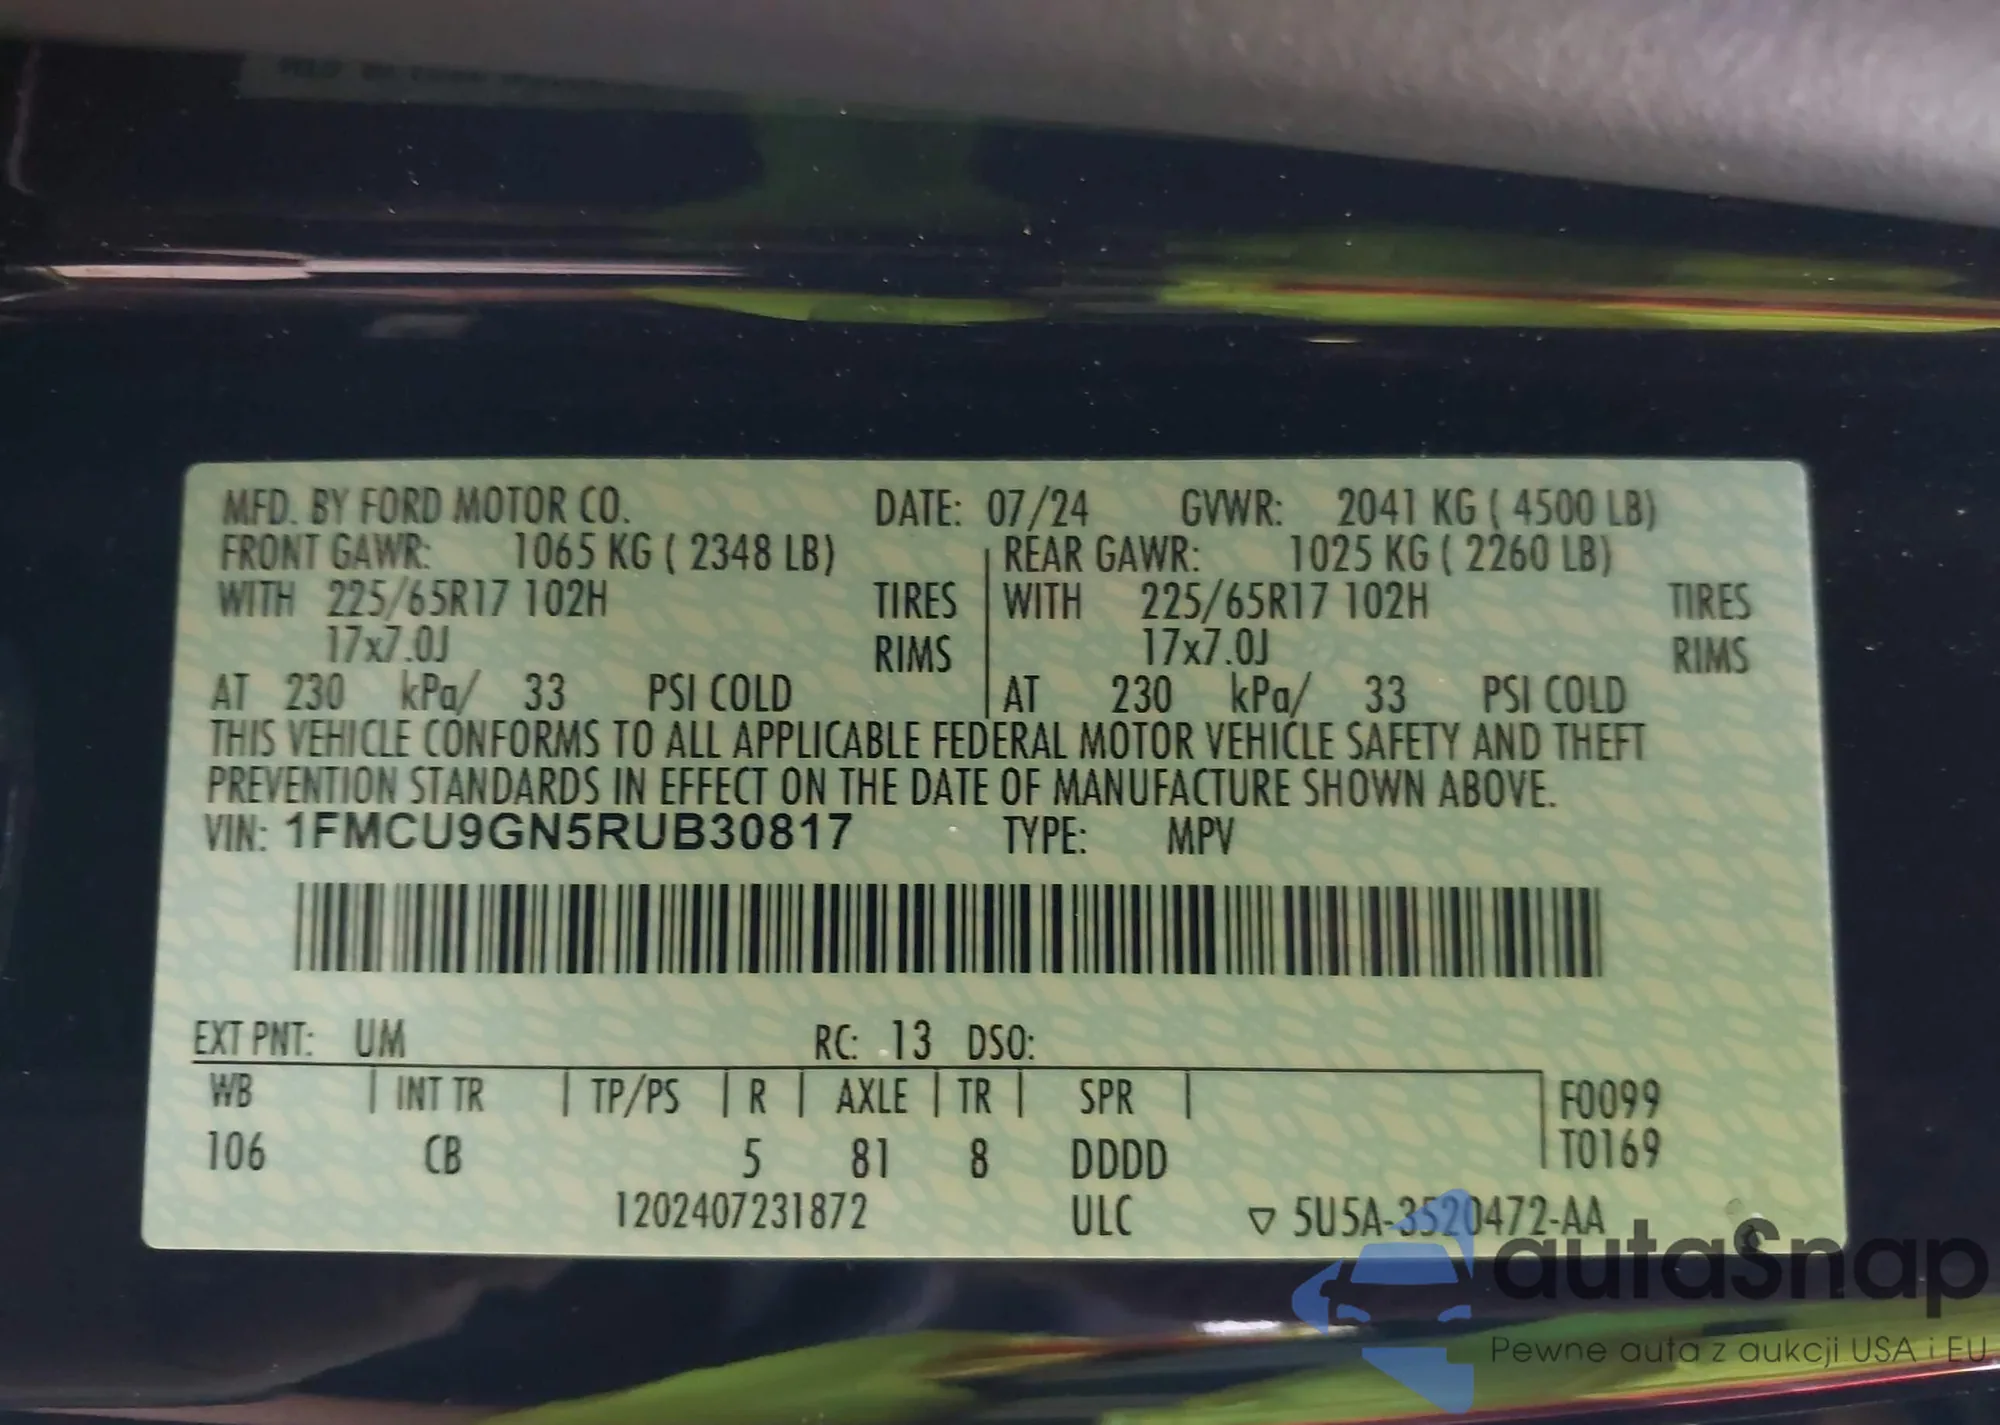 MFD. BY FORD MOTOR CO. DATE: 07/24 GVWR: 2041 KG ( 4500 LB)
FRONT GAWR: 1065 KG ( 2348 LB) REAR GAWR: 1025 KG ( 2260 LB)
WITH 225/65R17 102H TIRES WITH 225/65R17 102H TIRES
17x7.0J RIMS 17x7.0J RIMS
AT 230 kPa/ 33 PSI COLD AT 230 kPa/ 33 PSI COLD
THIS VEHICLE CONFORMS TO ALL APPLICABLE FEDERAL MOTOR VEHICLE SAFETY AND THEFT
PREVENTION STANDARDS IN EFFECT ON THE DATE OF MANUFACTURE SHOWN ABOVE.
VIN: 1FMCU9GN5RUB30817 TYPE: MPV
EXT PNT: UM RC: 13 DSO:
WB INT TR TP/PS R AXLE TR SPR F0099
106 CB 5 81 8 DDDD T0169
1202407231872 ULC ▽ 5U5A-3520472-AA
autaSnap
Pewne auta z aukcji USA i EU